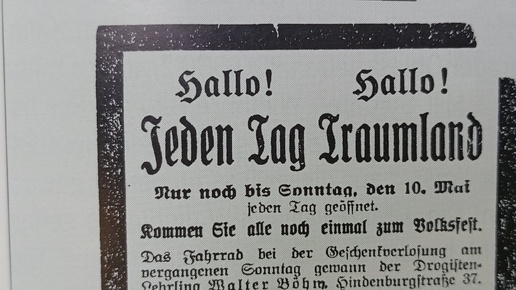 Hallo! Hallo!
Jeden Tag Traumland
Nur noch bis Sonntag, den 10. Mai
jeden Tag geöffnet.
Kommen Sie alle noch einmal zum Volksfest.
Das Fahrrad bei der Geschenkverlosung am
vergangenen Sonntag gewann der Drogisten-
Lehrling Walter Böhm, Hindenburgstraße 37.